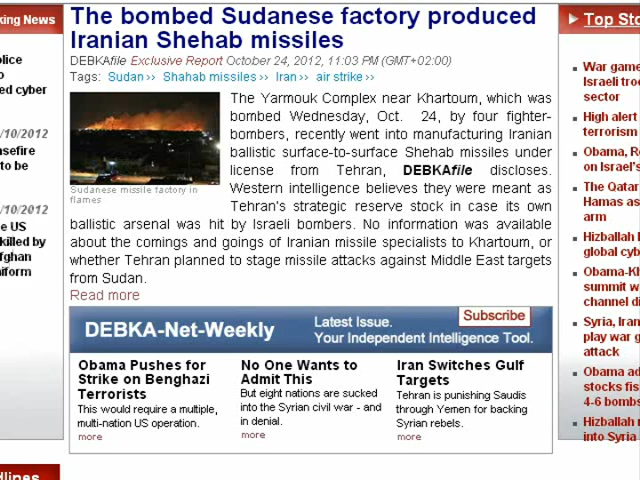 The bombed Sudanese factory produced
Iranian Shehab missiles
DEBKAfile Exclusive Report October 24, 2012, 11:03 PM (GMT+02:00)
Tags: Sudan ›› Shahab missiles ›› Iran ›› air strike ››
The Yarmouk Complex near Khartoum, which was
bombed Wednesday, Oct. 24, by four fighter-
bombers, recently went into manufacturing Iranian
ballistic surface-to-surface Shehab missiles under
license from Tehran, DEBKAfile discloses.
Western intelligence believes they were meant as
Tehran's strategic reserve stock in case its own
ballistic arsenal was hit by Israeli bombers. No information was available
about the comings and goings of Iranian missile specialists to Khartoum, or
whether Tehran planned to stage missile attacks against Middle East targets
from Sudan.
Sudanese missile factory in
flames
Read more
DEBKA-Net-Weekly
Latest Issue.
Your Independent Intelligence Tool.
Subscribe
Obama Pushes for
Strike on Benghazi
Terrorists
This would require a multiple,
multi-nation US operation.
more
No One Wants to
Admit This
But eight nations are sucked
into the Syrian civil war - and
in denial.
more
Iran Switches Gulf
Targets
Tehran is punishing Saudis
through Yemen for backing
Syrian rebels.
more
king News
olice
o
ed cyber
/10/2012
nsefire
to be
/10/2012
e US
killed by
fghan
niform
dlines
Top Sto
War game
Israeli troo
sector
High alert
terrorism
Obama, Ro
on Israel's
The Qatar
Hamas as
arm
Hizballah
global cyb
Obama-Kh
summit w
channel di
Syria, Iran
play war g
attack
Obama ad
stocks fis
4-6 bombs
Hizballah r
into Syria